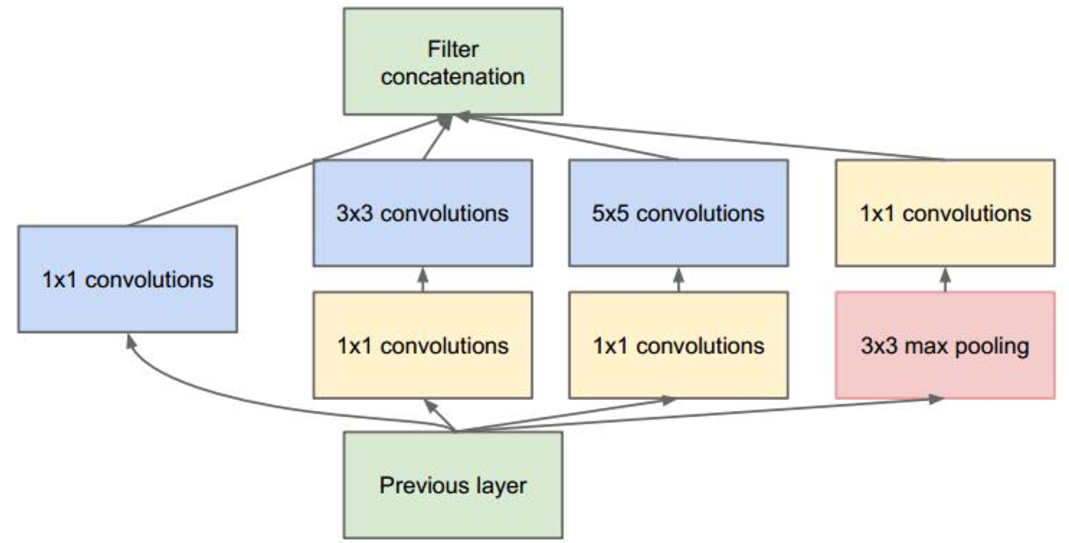 Filter
concatenation
3x3 convolutions
5x5 convolutions
1x1 convolutions
1x1 convolutions
1x1 convolutions
1x1 convolutions
3x3 max pooling
Previous layer